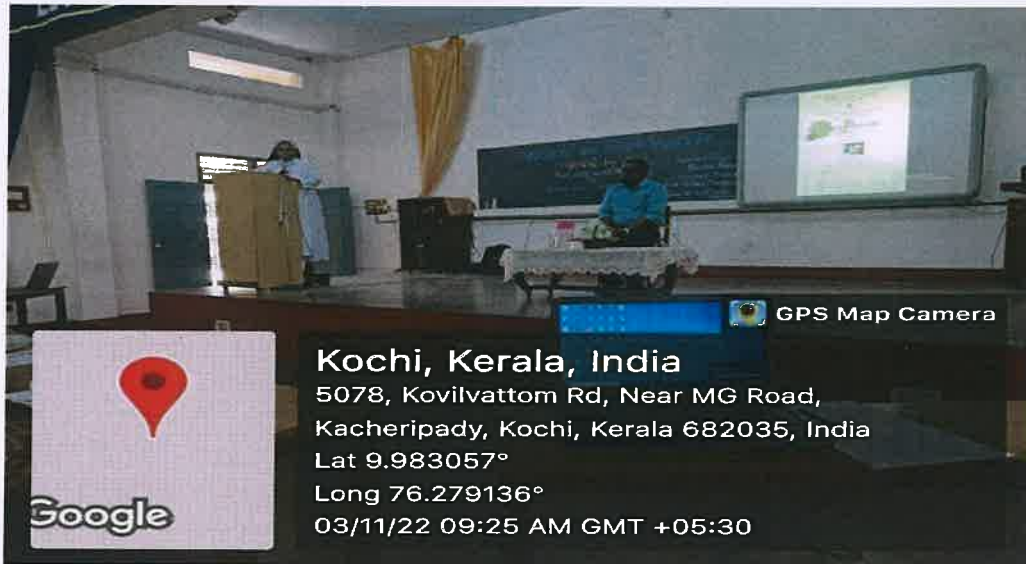 GPS Map Camera
Kochi, Kerala, India
5078, Kovilvattom Rd, Near MG Road,
Kacheripady, Kochi, Kerala 682035, India
Lat 9.983057°
Long 76.279136°
03/11/22 09:25 AM GMT +05:30
Google